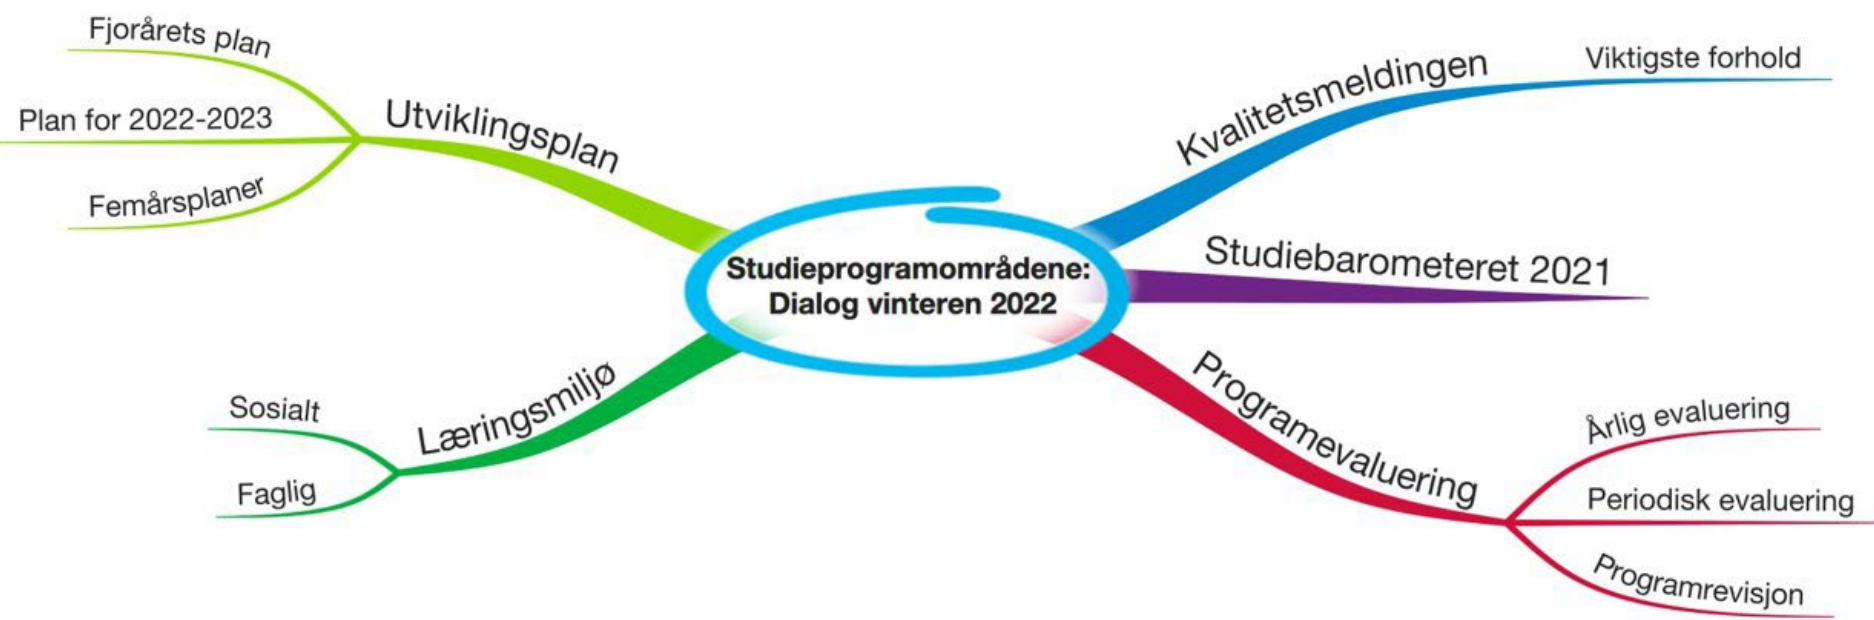 Fjorårets plan
Plan for 2022-2023
Femårsplaner
Utviklingsplan
Kvalitetsmeldingen
Viktigste forhold
Studieprogramområdene:
Dialog vinteren 2022
Studiebarometeret 2021
Læringsmiljø
Sosialt
Faglig
Programevaluering
Årlig evaluering
Periodisk evaluering
Programrevisjon